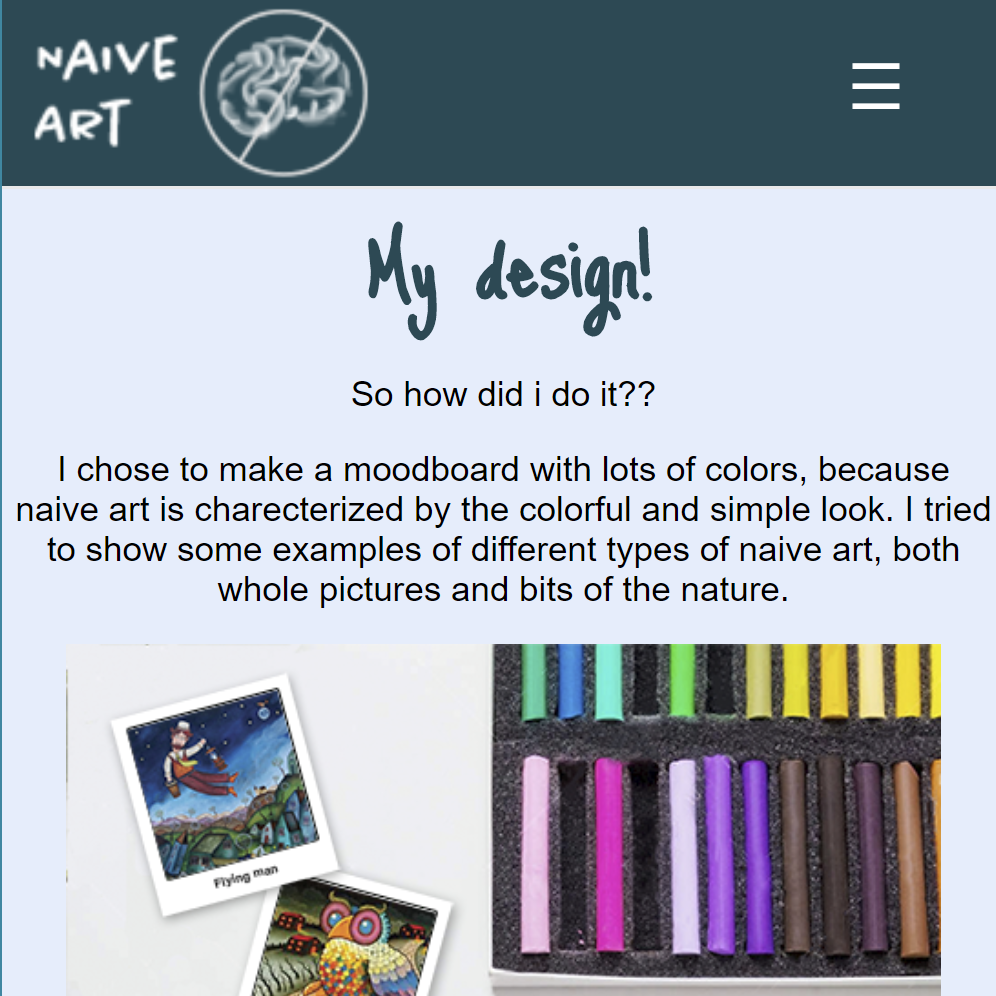 NAIVE
ART
My design!
So how did i do it??
I chose to make a moodboard with lots of colors, because
naive art is charecterized by the colorful and simple look. I tried
to show some examples of different types of naive art, both
whole pictures and bits of the nature.
Flying man